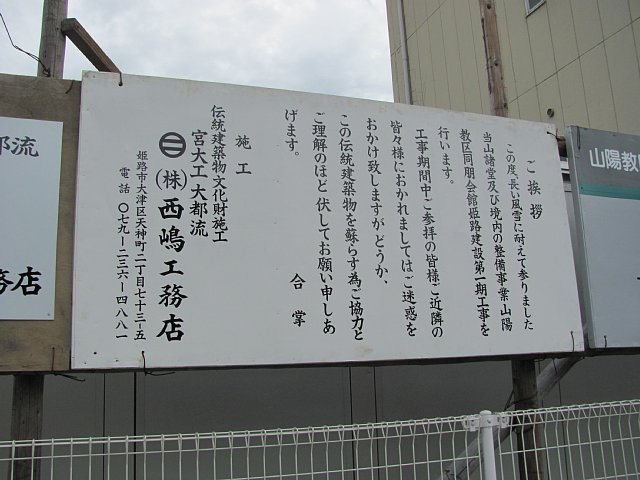 ご挨拶
この度、長い風雪に耐えて参りました
当山諸堂及び境内の整備事業山陽
教区同朋会館姫路建設第一期工事を
行います。
工事期間中ご参拝の皆様ご近隣の
皆々様におかれましてはご迷惑を
おかけ致しますがどうか、
この伝統建築物を蘇らす為ご協力と
ご理解のほど伏してお願い申しあ
げます。
合掌
施工
伝統建築物文化財施工
宮大工大都流
(株)西嶋工務店
姫路市大津区天神町二丁目七十三-五
電話〇七九-二三六-四八八一
都流
務店
山陽教